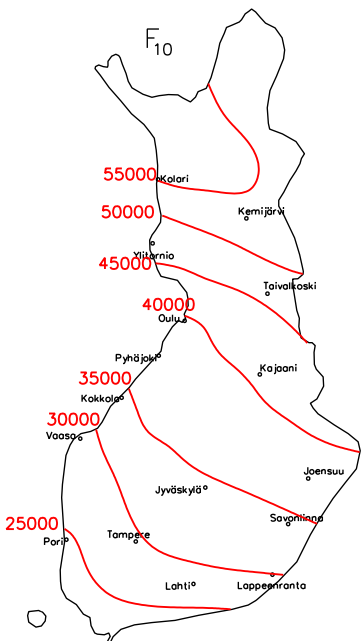 F10
55000
Kolari
50000
Kemijärvi
Ylitornio
45000
Taivalkoski
40000
Oulu
Pyhäjoki
Kajaani
35000
Kokkola
30000
Vaasa
Joensuu
Jyväskylä
Savonlinna
25000
Pori
Tampere
Lahti
Lappeenranta